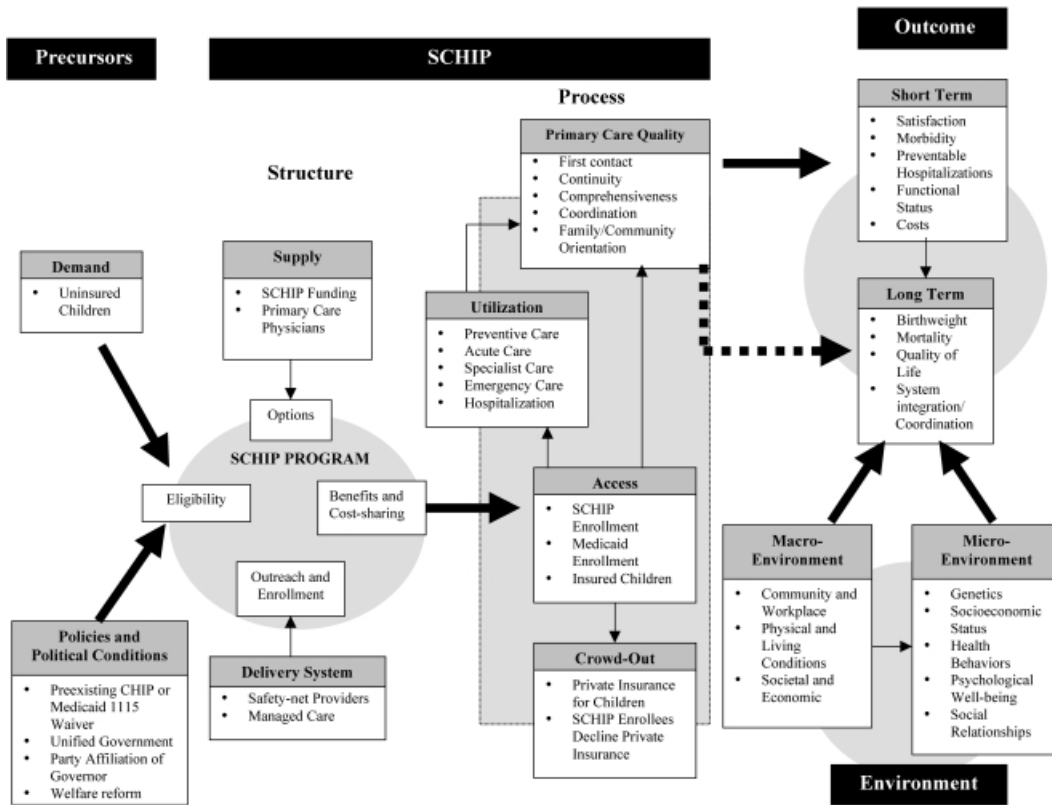 Outcome
Precursors
SCHIP
Process
Structure
Short Term
• Satisfaction
• Morbidity
• Preventable
Hospitalizations
• Functional
Status
• Costs
Primary Care Quality
• First contact
• Continuity
• Comprehensiveness
• Coordination
• Family/Community
Orientation
Demand
• Uninsured
Children
Supply
• SCHIP Funding
• Primary Care
Physicians
Utilization
• Preventive Care
• Acute Care
• Specialist Care
• Emergency Care
• Hospitalization
Long Term
• Birthweight
• Mortality
• Quality of
Life
• System
integration/
Coordination
Options
SCHIP PROGRAM
Eligibility
Benefits and
Cost-sharing
Outreach and
Enrollment
Access
• SCHIP
Enrollment
• Medicaid
Enrollment
• Insured Children
Macro-
Environment
• Community and
Workplace
• Physical and
Living
Conditions
• Societal and
Economic
Micro-
Environment
• Genetics
• Socioeconomic
Status
• Health
Behaviors
• Psychological
Well-being
• Social
Relationships
Policies and
Political Conditions
• Preexisting CHIP or
Medicaid 1115
Waiver
• Unified Government
• Party Affiliation of
Governor
• Welfare reform
Delivery System
• Safety-net Providers
• Managed Care
Crowd-Out
• Private Insurance
for Children
• SCHIP Enrollees
Decline Private
Insurance
Environment